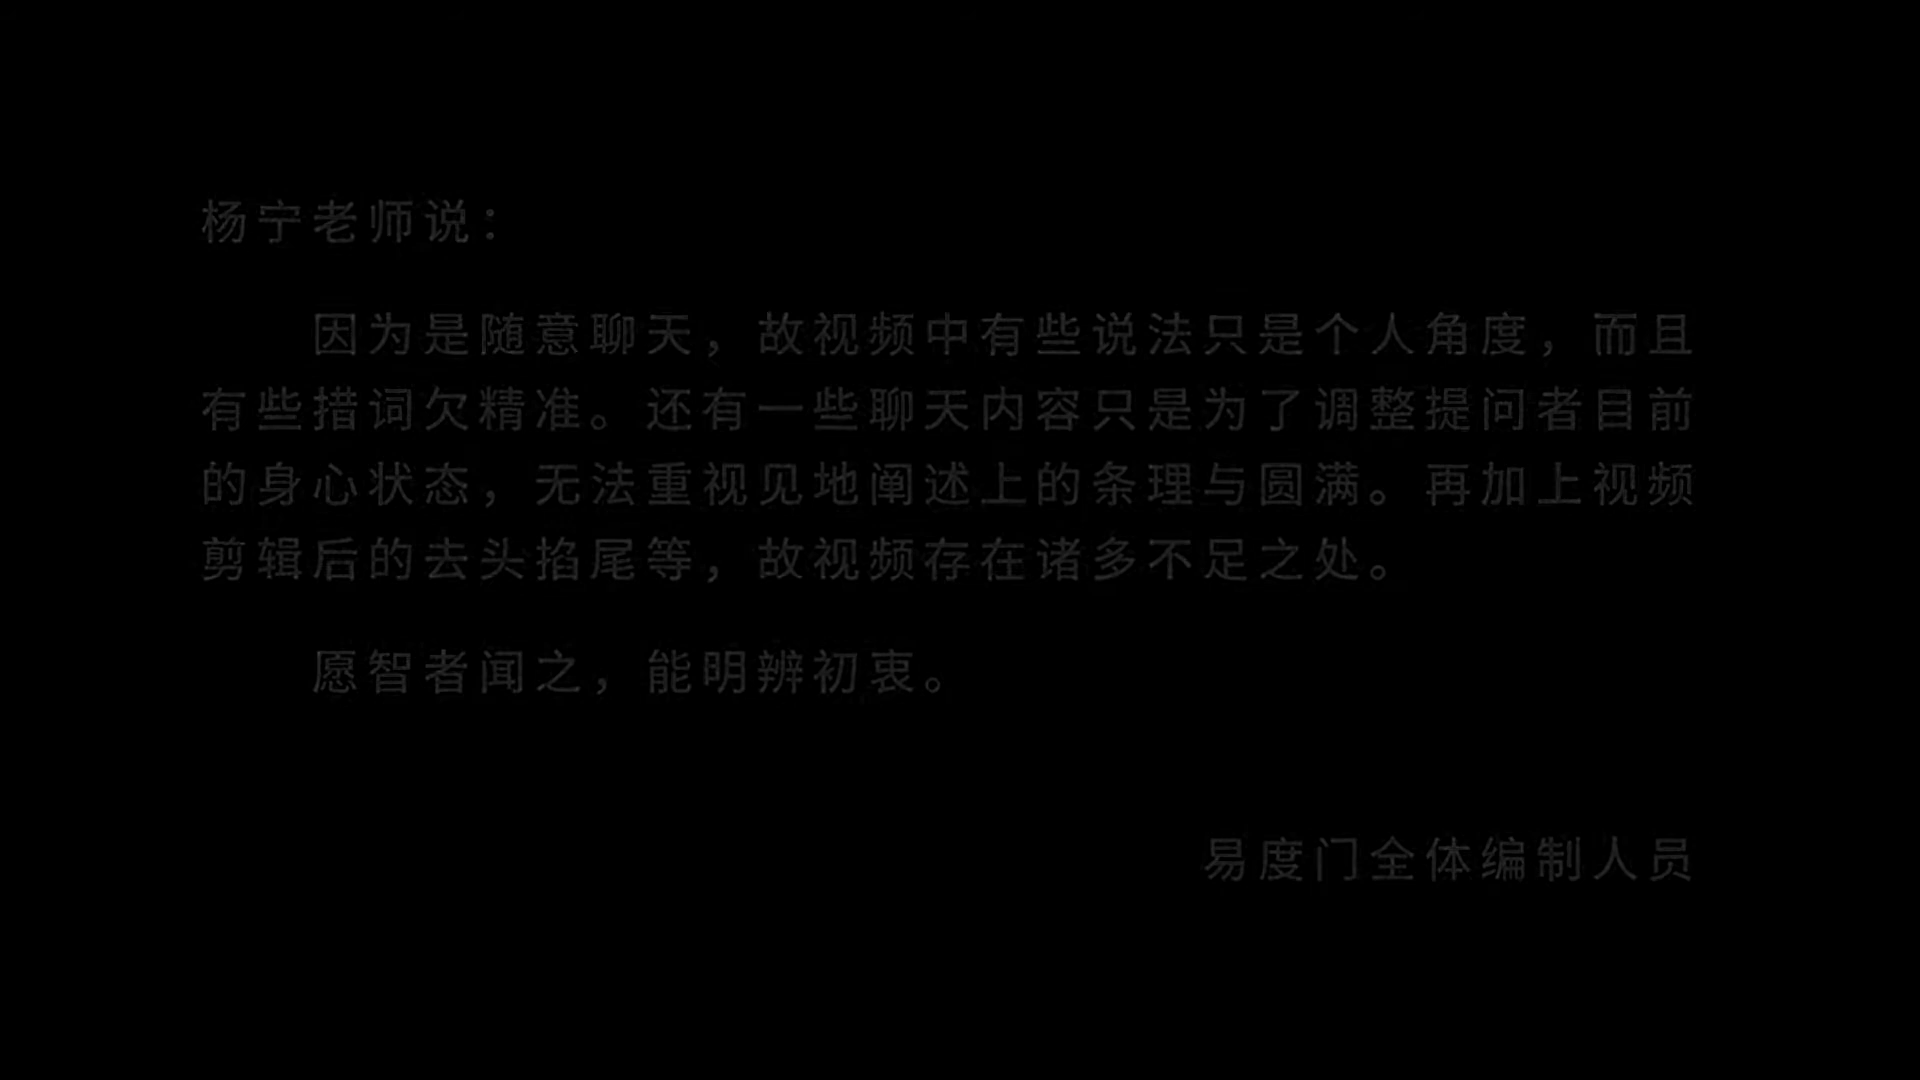 杨宁老师说：
因为是随意聊天，故视频中有些说法只是个人角度，而且
有些措词欠精准。还有一些聊天内容只是为了调整提问者目前
的身心状态，无法重视见地阐述上的条理与圆满。再加上视频
剪辑后的去头掐尾等，故视频存在诸多不足之处。
愿智者闻之，能明辨初衷。
易度门全体编制人员